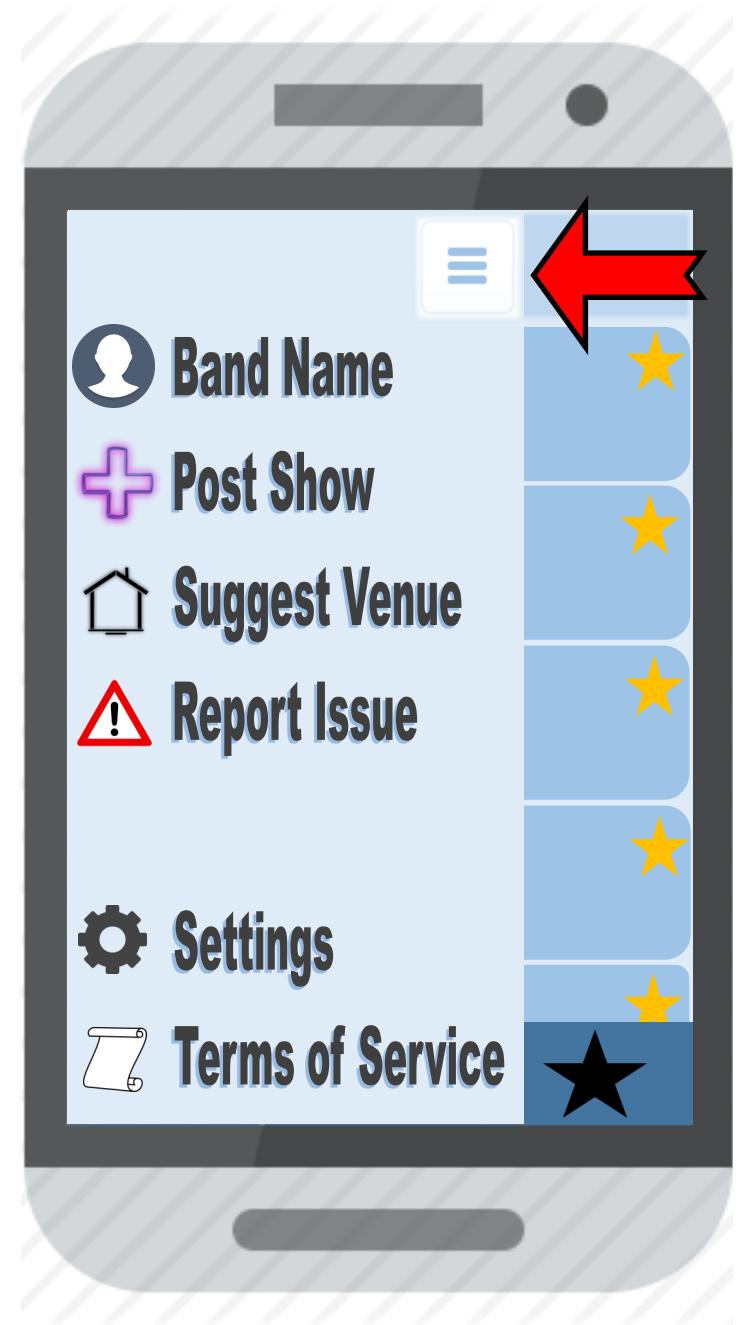 Band Name
Post Show
Suggest Venue
Report Issue
Settings
Terms of Service